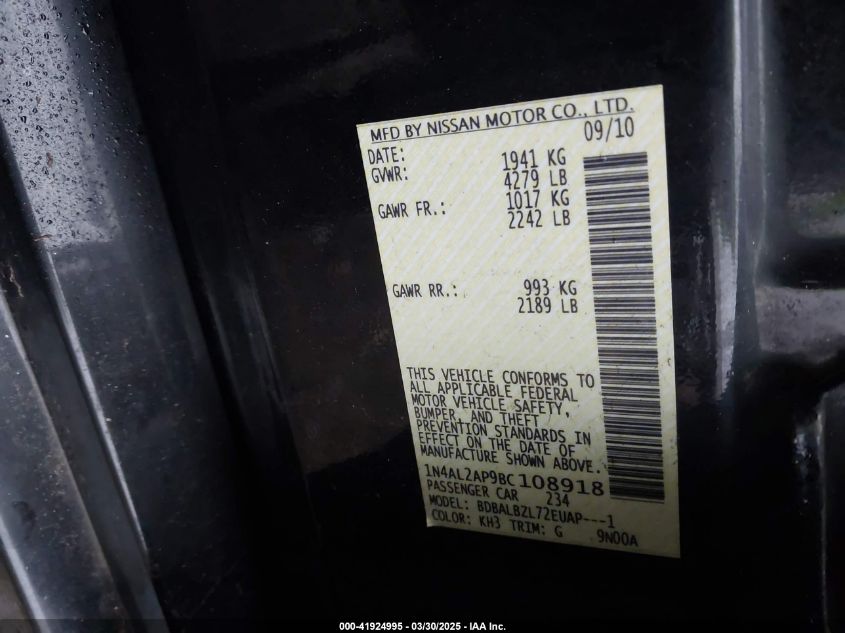 MFD BY NISSAN MOTOR CO., LTD.
DATE: 09/10
GVWR: 1941 KG
4279 LB
GAWR FR.: 1017 KG
2242 LB
GAWR RR.: 993 KG
2189 LB
THIS VEHICLE CONFORMS TO
ALL APPLICABLE FEDERAL
MOTOR VEHICLE SAFETY,
BUMPER, AND THEFT
PREVENTION STANDARDS IN
EFFECT ON THE DATE OF
MANUFACTURE SHOWN ABOVE.
1N4AL2AP9BC108918
PASSENGER CAR 234
MODEL: BDBALBZL72EUAP---1
COLOR: KH3 TRIM: G 9N00A
000-41924995 - 03/30/2025 - IAA Inc.